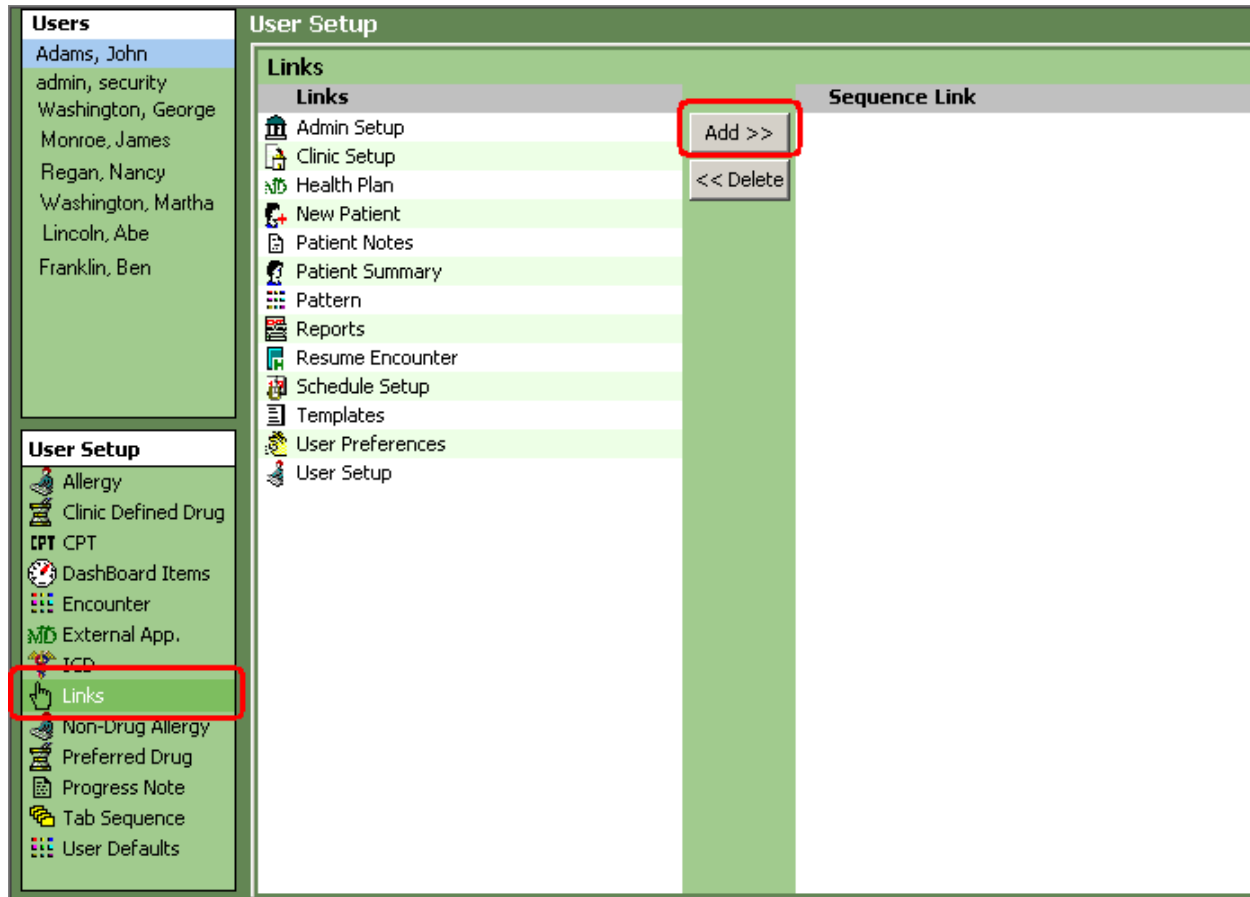 Users
Adams, John
admin, security
Washington, George
Monroe, James
Regan, Nancy
Washington, Martha
Lincoln, Abe
Franklin, Ben
User Setup
Allergy
Clinic Defined Drug
CPT CPT
DashBoard Items
Encounter
MD External App.
ICD
Links
Non-Drug Allergy
Preferred Drug
Progress Note
Tab Sequence
User Defaults
User Setup
Links
Links
Admin Setup
Clinic Setup
MD Health Plan
New Patient
Patient Notes
Patient Summary
Pattern
Reports
Resume Encounter
Schedule Setup
Templates
User Preferences
User Setup
Add >>
<< Delete
Sequence Link